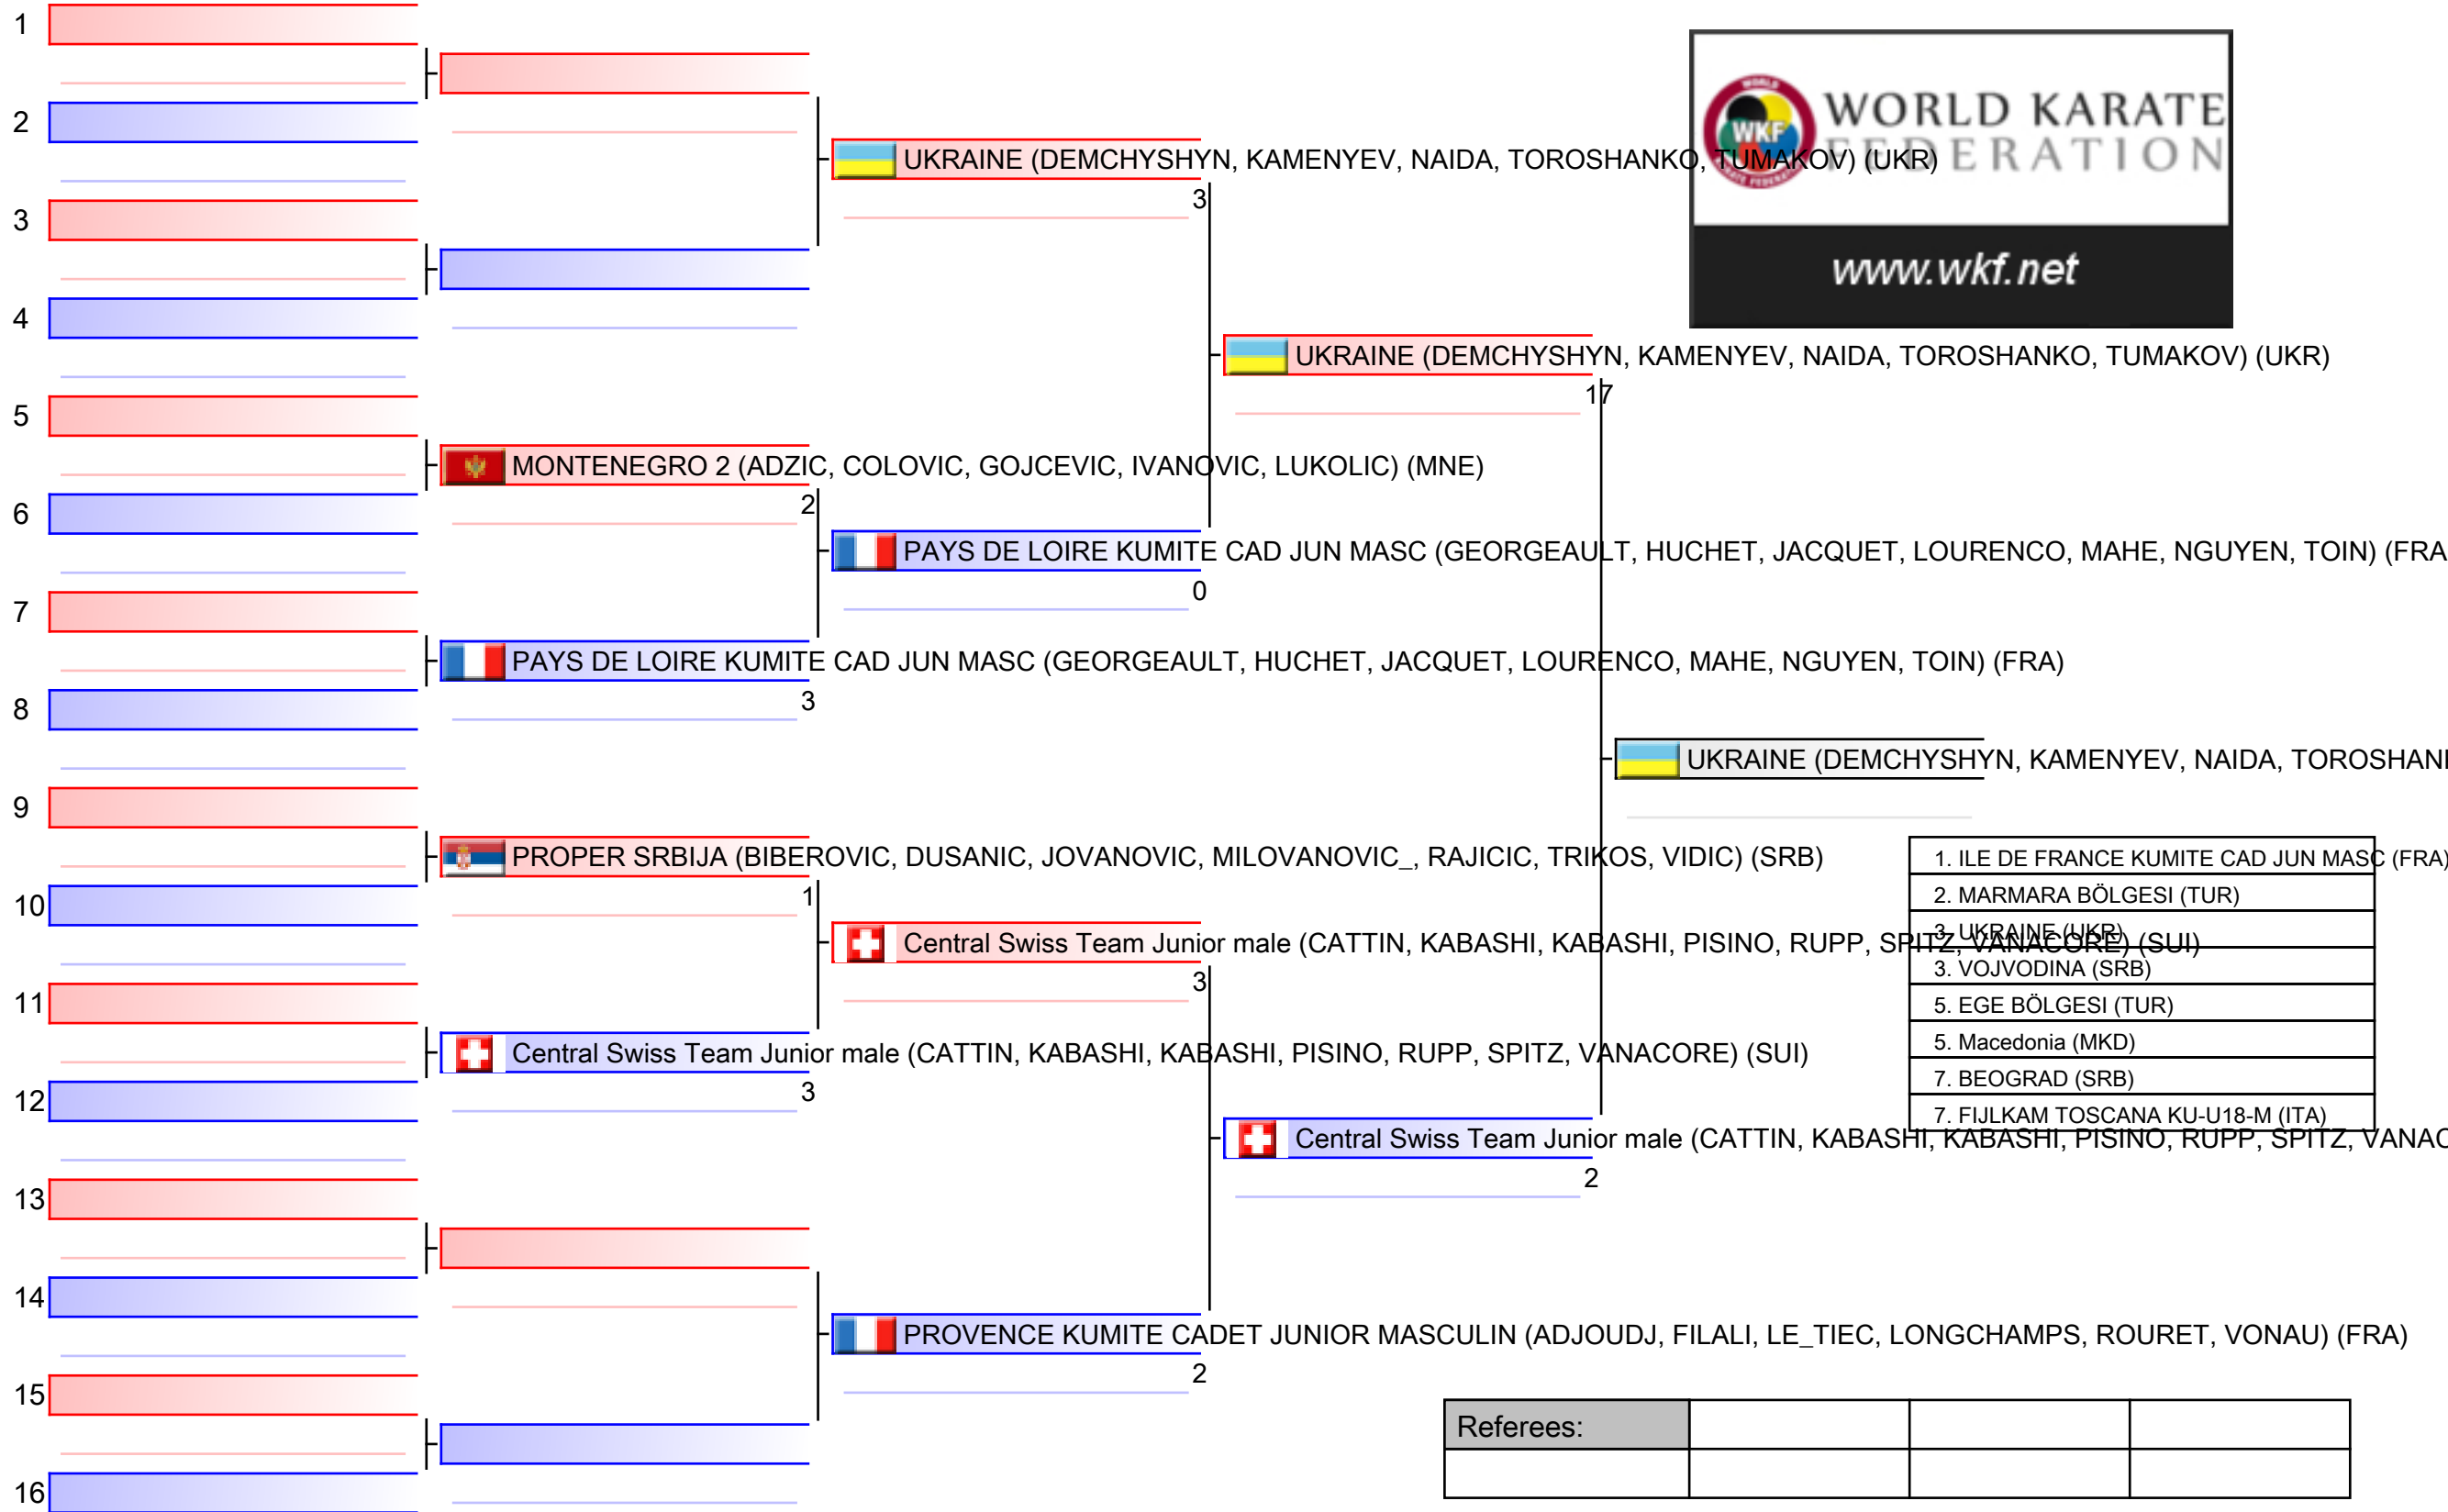 1
2
3
4
5
6
7
8
9
10
11
12
13
14
15
16
MONTENEGRO 2 (ADZIC, COLOVIC, GOJCEVIC, IVANOVIC, LUKOLIC) (MNE)
2
PAYS DE LOIRE KUMITE CAD JUN MASC (GEORGEAULT, HUCHET, JACQUET, LOURENCO, MAHE, NGUYEN, TOIN) (FRA)
3
PROPER SRBIJA (BIBEROVIC, DUSANIC, JOVANOVIC, MILOVANOVIC_, RAJICIC, TRIKOS, VIDIC) (SRB)
1
Central Swiss Team Junior male (CATTIN, KABASHI, KABASHI, PISINO, RUPP, SPITZ, VANACORE) (SUI)
3
UKRAINE (DEMCHYSHYN, KAMENYEV, NAIDA, TOROSHANKO, TUMAKOV) (UKR)
3
PAYS DE LOIRE KUMITE CAD JUN MASC (GEORGEAULT, HUCHET, JACQUET, LOURENCO, MAHE, NGUYEN, TOIN) (FRA
0
Central Swiss Team Junior male (CATTIN, KABASHI, KABASHI, PISINO, RUPP, SPITZ, VANACORE) (SUI)
3
PROVENCE KUMITE CADET JUNIOR MASCULIN (ADJOUDJ, FILALI, LE_TIEC, LONGCHAMPS, ROURET, VONAU) (FRA)
2
UKRAINE (DEMCHYSHYN, KAMENYEV, NAIDA, TOROSHANKO, TUMAKOV) (UKR)
17
Central Swiss Team Junior male (CATTIN, KABASHI, KABASHI, PISINO, RUPP, SPITZ, VANAC
2
UKRAINE (DEMCHYSHYN, KAMENYEV, NAIDA, TOROSHAN
WORLD
WKF
WORLD KARATE
FEDERATION
www.wkf.net
1. ILE DE FRANCE KUMITE CAD JUN MASC (FRA)
2. MARMARA BÖLGESI (TUR)
3. UKRAINE (UKR)
3. VOJVODINA (SRB)
5. EGE BÖLGESI (TUR)
5. Macedonia (MKD)
7. BEOGRAD (SRB)
7. FIJLKAM TOSCANA KU-U18-M (ITA)
Referees: